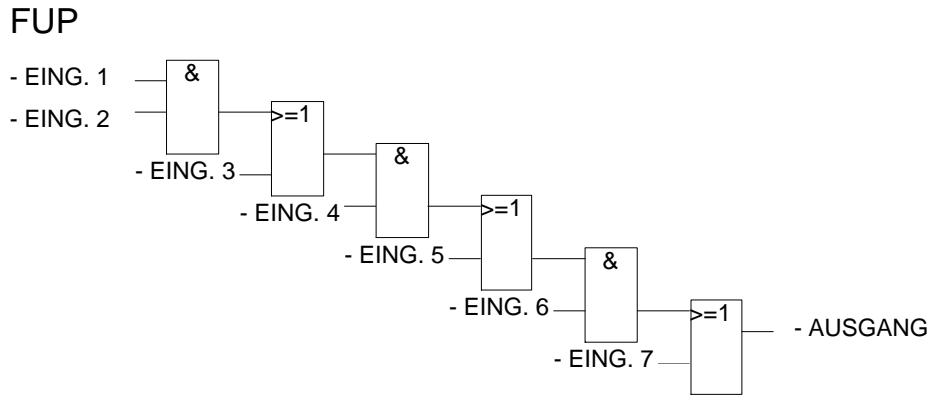 FUP
- EING. 1
&
- EING. 2
>=1
- EING. 3
&
- EING. 4
>=1
- EING. 5
&
- EING. 6
>=1
- AUSGANG
- EING. 7